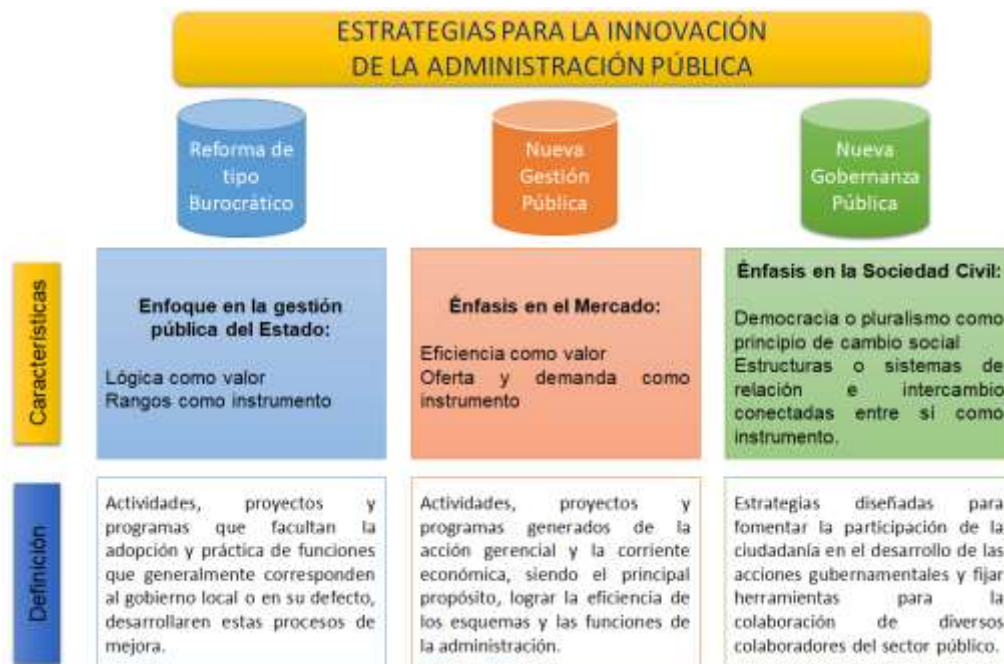 ESTRATEGIAS PARA LA INNOVACIÓN
DE LA ADMINISTRACIÓN PÚBLICA
Reforma de
tipo
Burocrático
Nueva
Gestión
Pública
Nueva
Gobernanza
Pública
Características
Enfoque en la gestión
pública del Estado:
Lógica como valor
Rangos como instrumento
Énfasis en el Mercado:
Eficiencia como valor
Oferta y demanda como
instrumento
Énfasis en la Sociedad Civil:
Democracia o pluralismo como
principio de cambio social
Estructuras o sistemas de
relación e intercambio
conectadas entre sí como
instrumento.
Definición
Actividades, proyectos y
programas que facultan la
adopción y práctica de funciones
que generalmente corresponden
al gobierno local o en su defecto,
desarrollaren estas procesos de
mejora.
Actividades, proyectos y
programas generados de la
acción gerencial y la corriente
económica, siendo el principal
propósito, lograr la eficiencia de
los esquemas y las funciones de
la administración.
Estrategias diseñadas para
fomentar la participación de la
ciudadanía en el desarrollo de las
acciones gubernamentales y fijar
herramientas para la
colaboración de diversos
colaboradores del sector público.